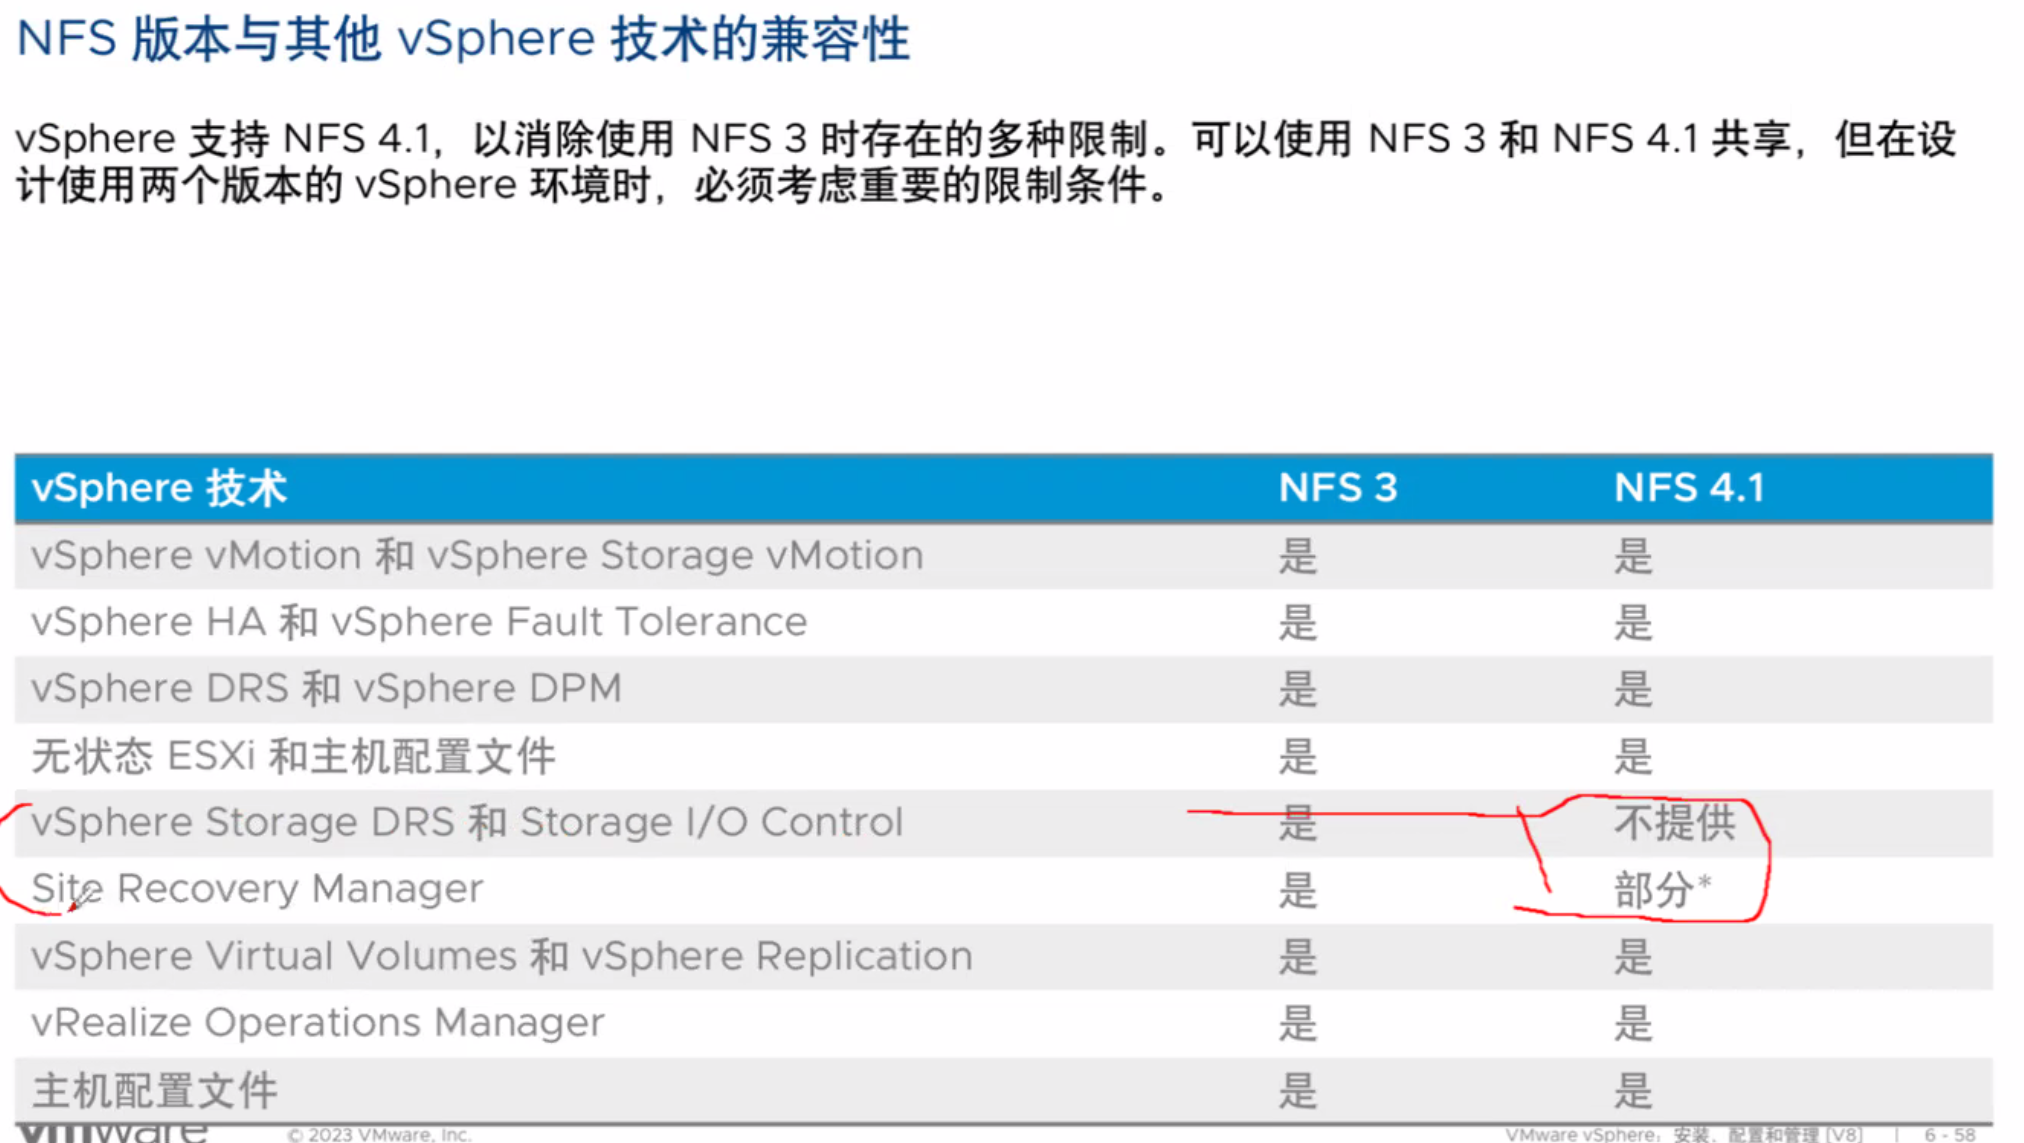 NFS 版本与其他 vSphere 技术的兼容性
vSphere 支持 NFS 4.1，以消除使用 NFS 3 时存在的多种限制。可以使用 NFS 3 和 NFS 4.1 共享，但在设
计使用两个版本的 vSphere 环境时，必须考虑重要的限制条件。
vSphere 技术 NFS 3 NFS 4.1
vSphere vMotion 和 vSphere Storage vMotion 是 是
vSphere HA 和 vSphere Fault Tolerance 是 是
vSphere DRS 和 vSphere DPM 是 是
无状态 ESXi 和主机配置文件 是 是
vSphere Storage DRS 和 Storage I/O Control 是 不提供
Site Recovery Manager 是 部分*
vSphere Virtual Volumes 和 vSphere Replication 是 是
vRealize Operations Manager 是 是
主机配置文件 是 是
vmware © 2023 VMware, Inc. VMware vSphere：安装、配置和管理 [V8] | 6 - 58